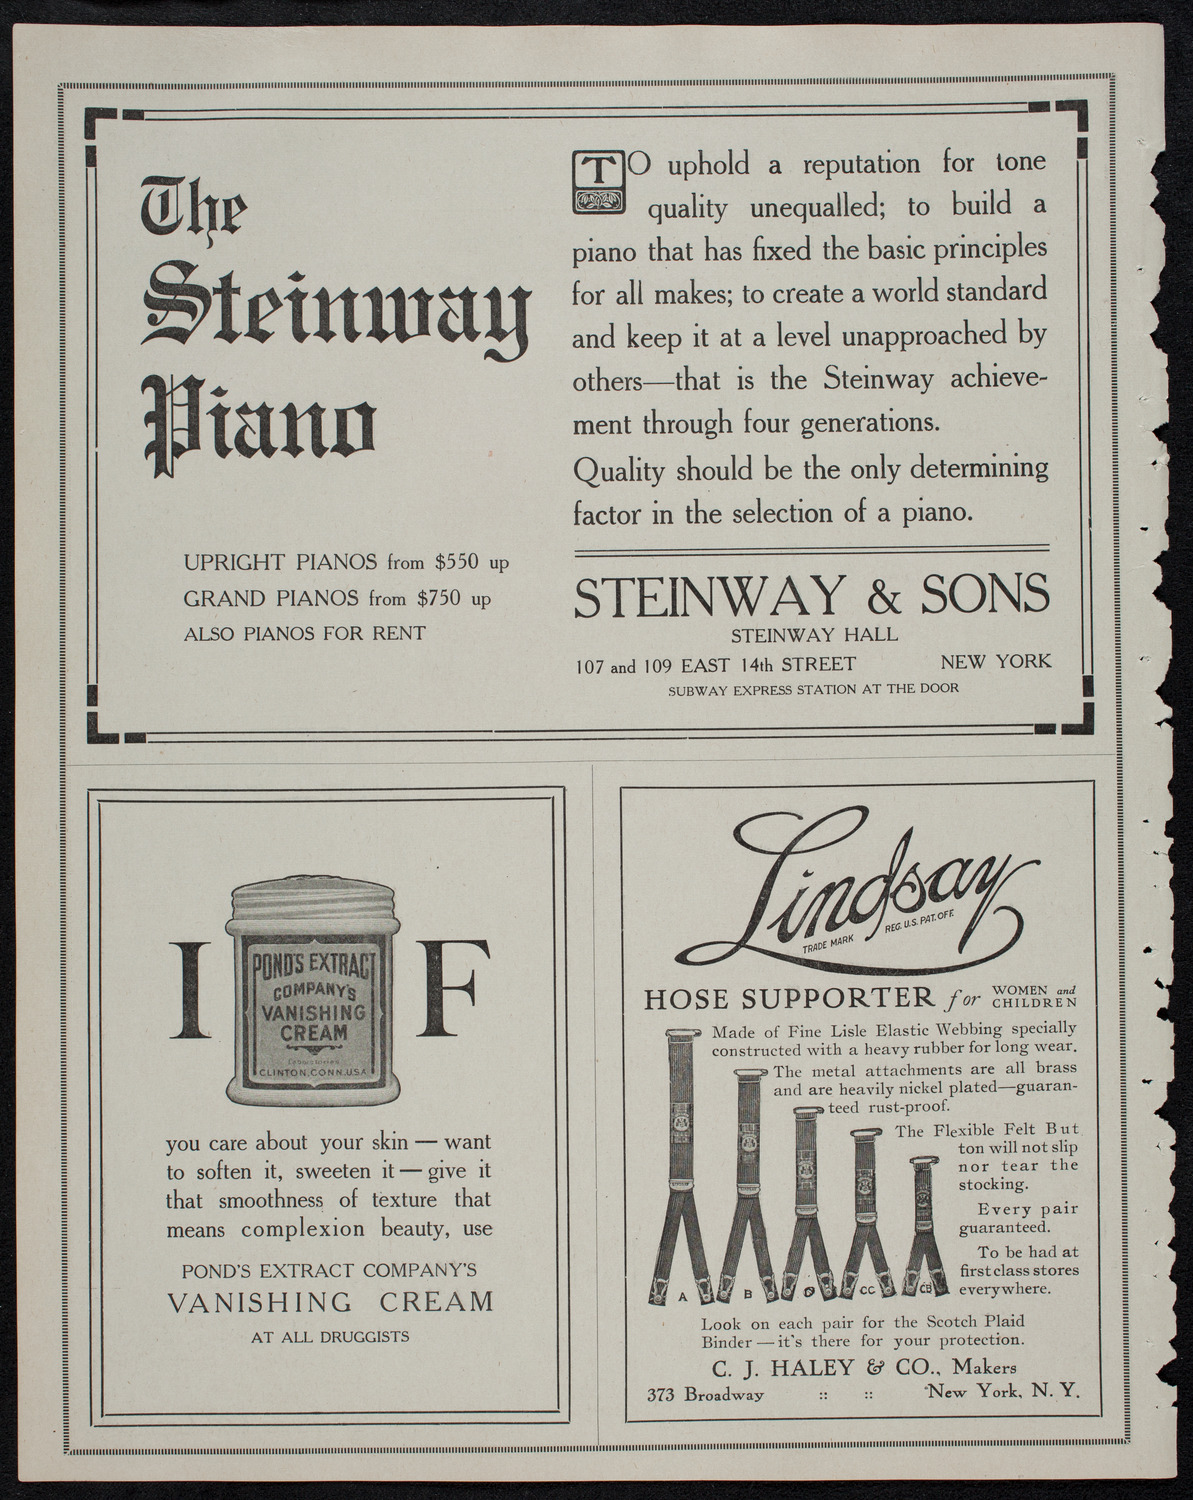 The
Steinway
Piano
UPRIGHT PIANOS from $550 up
GRAND PIANOS from $750 up
ALSO PIANOS FOR RENT
TO uphold a reputation for tone
quality unequalled; to build a
piano that has fixed the basic principles
for all makes; to create a world standard
and keep it at a level unapproached by
others—that is the Steinway achieve-
ment through four generations.
Quality should be the only determining
factor in the selection of a piano.
STEINWAY & SONS
STEINWAY HALL
107 and 109 EAST 14th STREET NEW YORK
SUBWAY EXPRESS STATION AT THE DOOR
I F
POND'S EXTRACT
COMPANY'S
VANISHING
CREAM
CLINTON, CONN. USA
you care about your skin — want
to soften it, sweeten it — give it
that smoothness of texture that
means complexion beauty, use
POND'S EXTRACT COMPANY'S
VANISHING CREAM
AT ALL DRUGGISTS
Lindsay
TRADE MARK REG. U.S. PAT. OFF.
HOSE SUPPORTER for WOMEN and CHILDREN
Made of Fine Lisle Elastic Webbing specially
constructed with a heavy rubber for long wear.
The metal attachments are all brass
and are heavily nickel plated—guaran-
teed rust-proof.
The Flexible Felt But
ton will not slip
nor tear the
stocking.
Every pair
guaranteed.
To be had at
first class stores
everywhere.
A B CC CB
Look on each pair for the Scotch Plaid
Binder — it's there for your protection.
C. J. HALEY & CO., Makers
373 Broadway :: :: New York, N. Y.